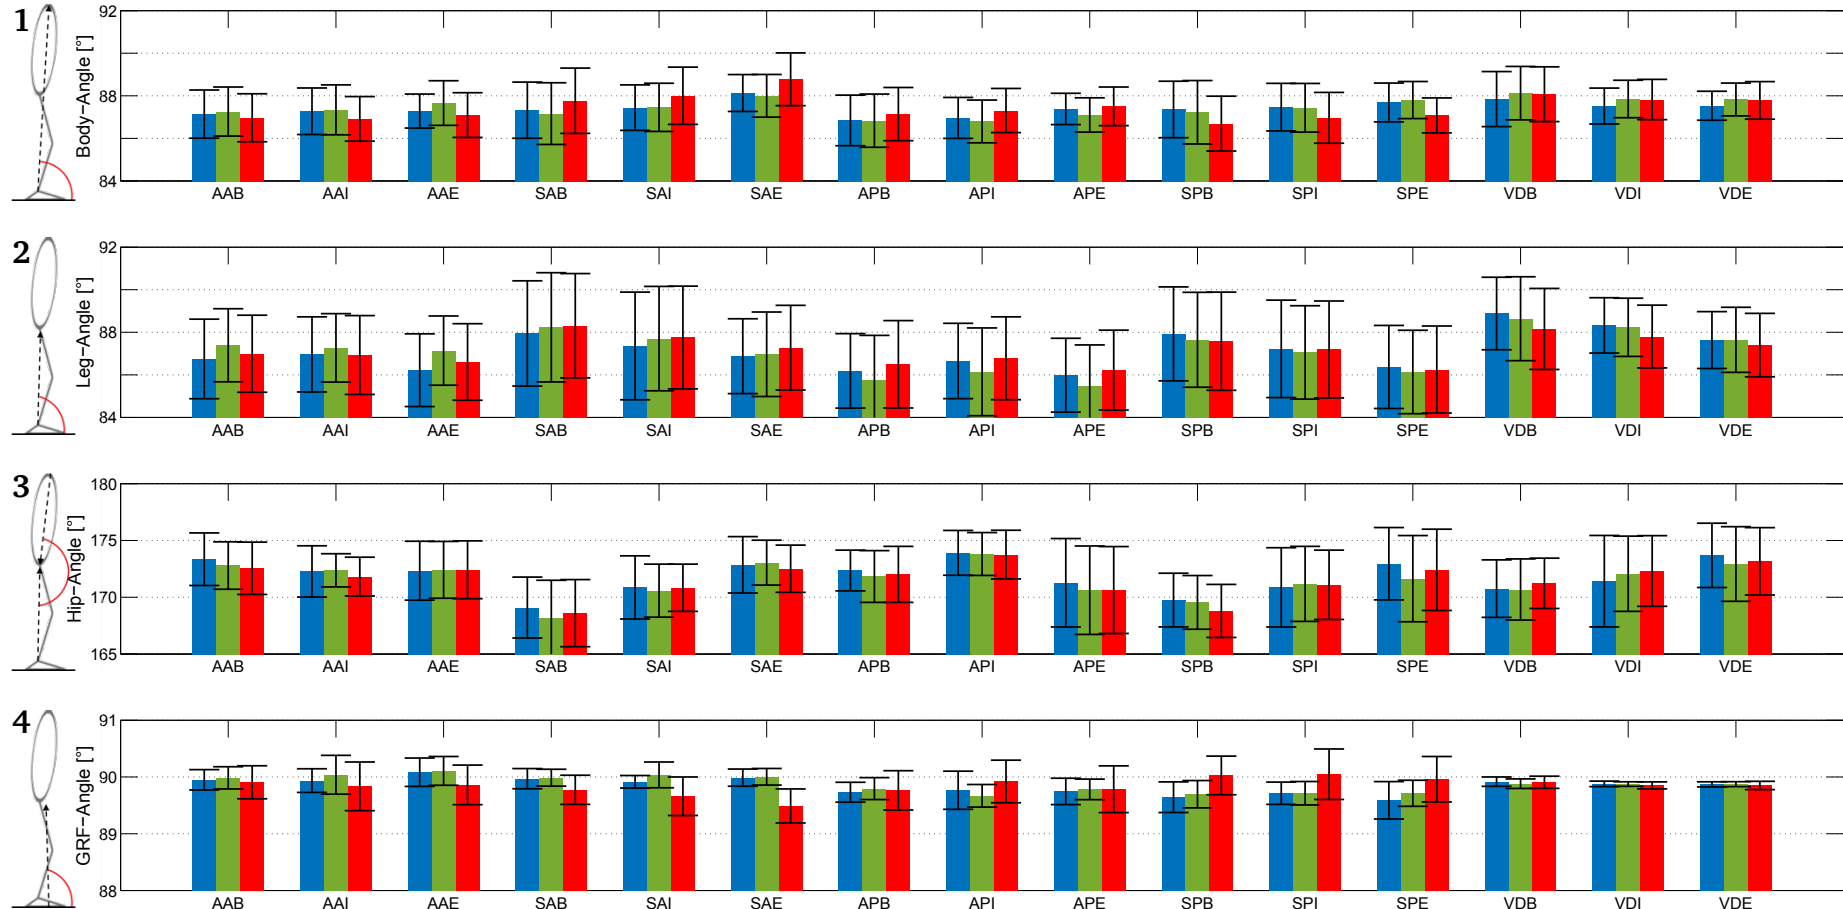 1
Body-Angle [°]
92
88
84
AAB AAI AAE SAB SAI SAE APB API APE SPB SPI SPE VDB VDI VDE
2
Leg-Angle [°]
92
88
84
AAB AAI AAE SAB SAI SAE APB API APE SPB SPI SPE VDB VDI VDE
3
Hip-Angle [°]
180
175
170
165
AAB AAI AAE SAB SAI SAE APB API APE SPB SPI SPE VDB VDI VDE
4
GRF-Angle [°]
91
90
89
88
AAB AAI AAE SAB SAI SAE APB API APE SPB SPI SPE VDB VDI VDE